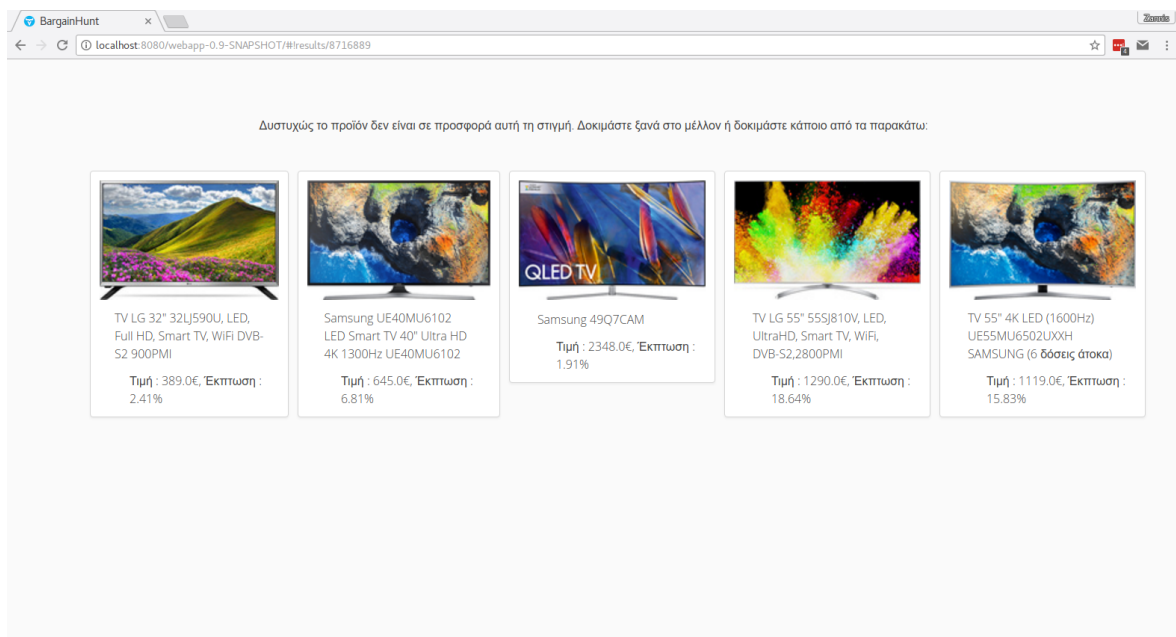 BargainHunt
Zannis
localhost:8080/webapp-0.9-SNAPSHOT/#!results/8716889
Δυστυχώς το προϊόν δεν είναι σε προσφορά αυτή τη στιγμή. Δοκιμάστε ξανά στο μέλλον ή δοκιμάστε κάποιο από τα παρακάτω:
TV LG 32" 32LJ590U, LED,
Full HD, Smart TV, WiFi DVB-
S2 900PMI
Τιμή : 389.0€, Έκπτωση :
2.41%
Samsung UE40MU6102
LED Smart TV 40" Ultra HD
4K 1300Hz UE40MU6102
Τιμή : 645.0€, Έκπτωση :
6.81%
QLED TV
Samsung 49Q7CAM
Τιμή : 2348.0€, Έκπτωση :
1.91%
TV LG 55" 55SJ810V, LED,
UltraHD, Smart TV, WiFi,
DVB-S2,2800PMI
Τιμή : 1290.0€, Έκπτωση :
18.64%
TV 55" 4K LED (1600Hz)
UE55MU6502UXXH
SAMSUNG (6 δόσεις άτοκα)
Τιμή : 1119.0€, Έκπτωση :
15.83%